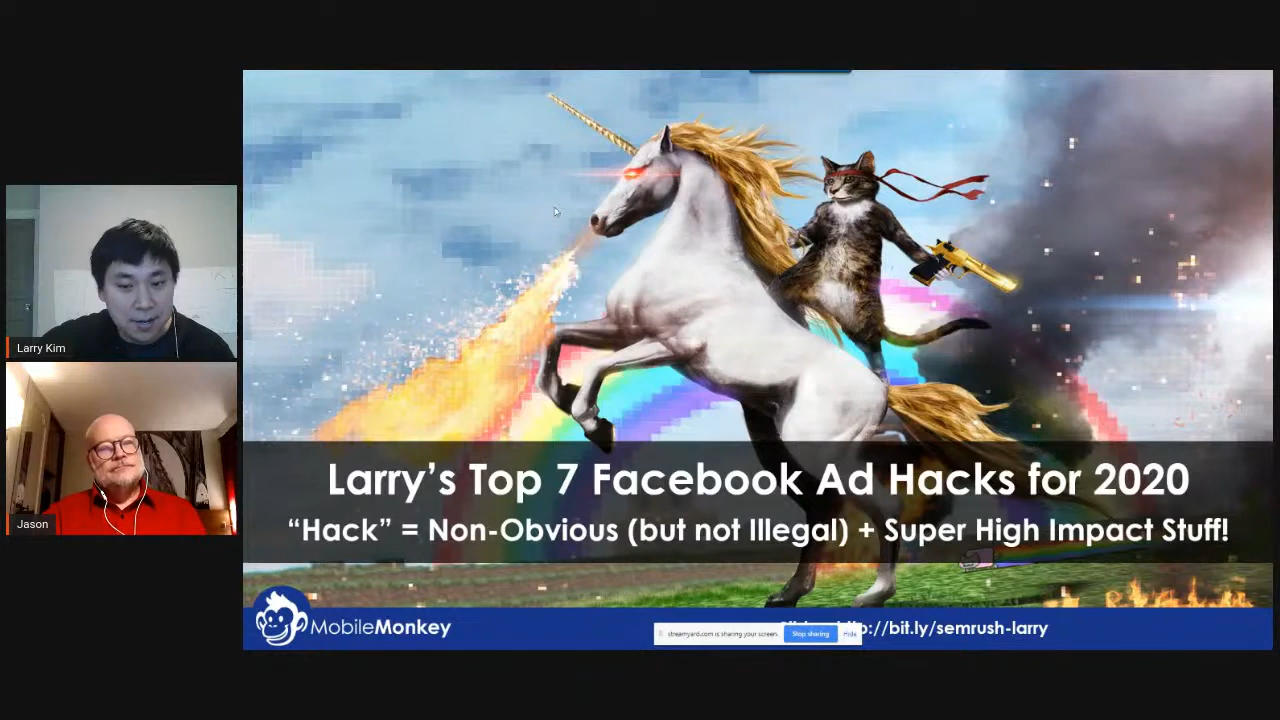 Larry Kim
Jason
Larry's Top 7 Facebook Ad Hacks for 2020
“Hack” = Non-Obvious (but not Illegal) + Super High Impact Stuff!
MobileMonkey
streamyard.com is sharing your screen.
Stop sharing
Hide
://bit.ly/semrush-larry